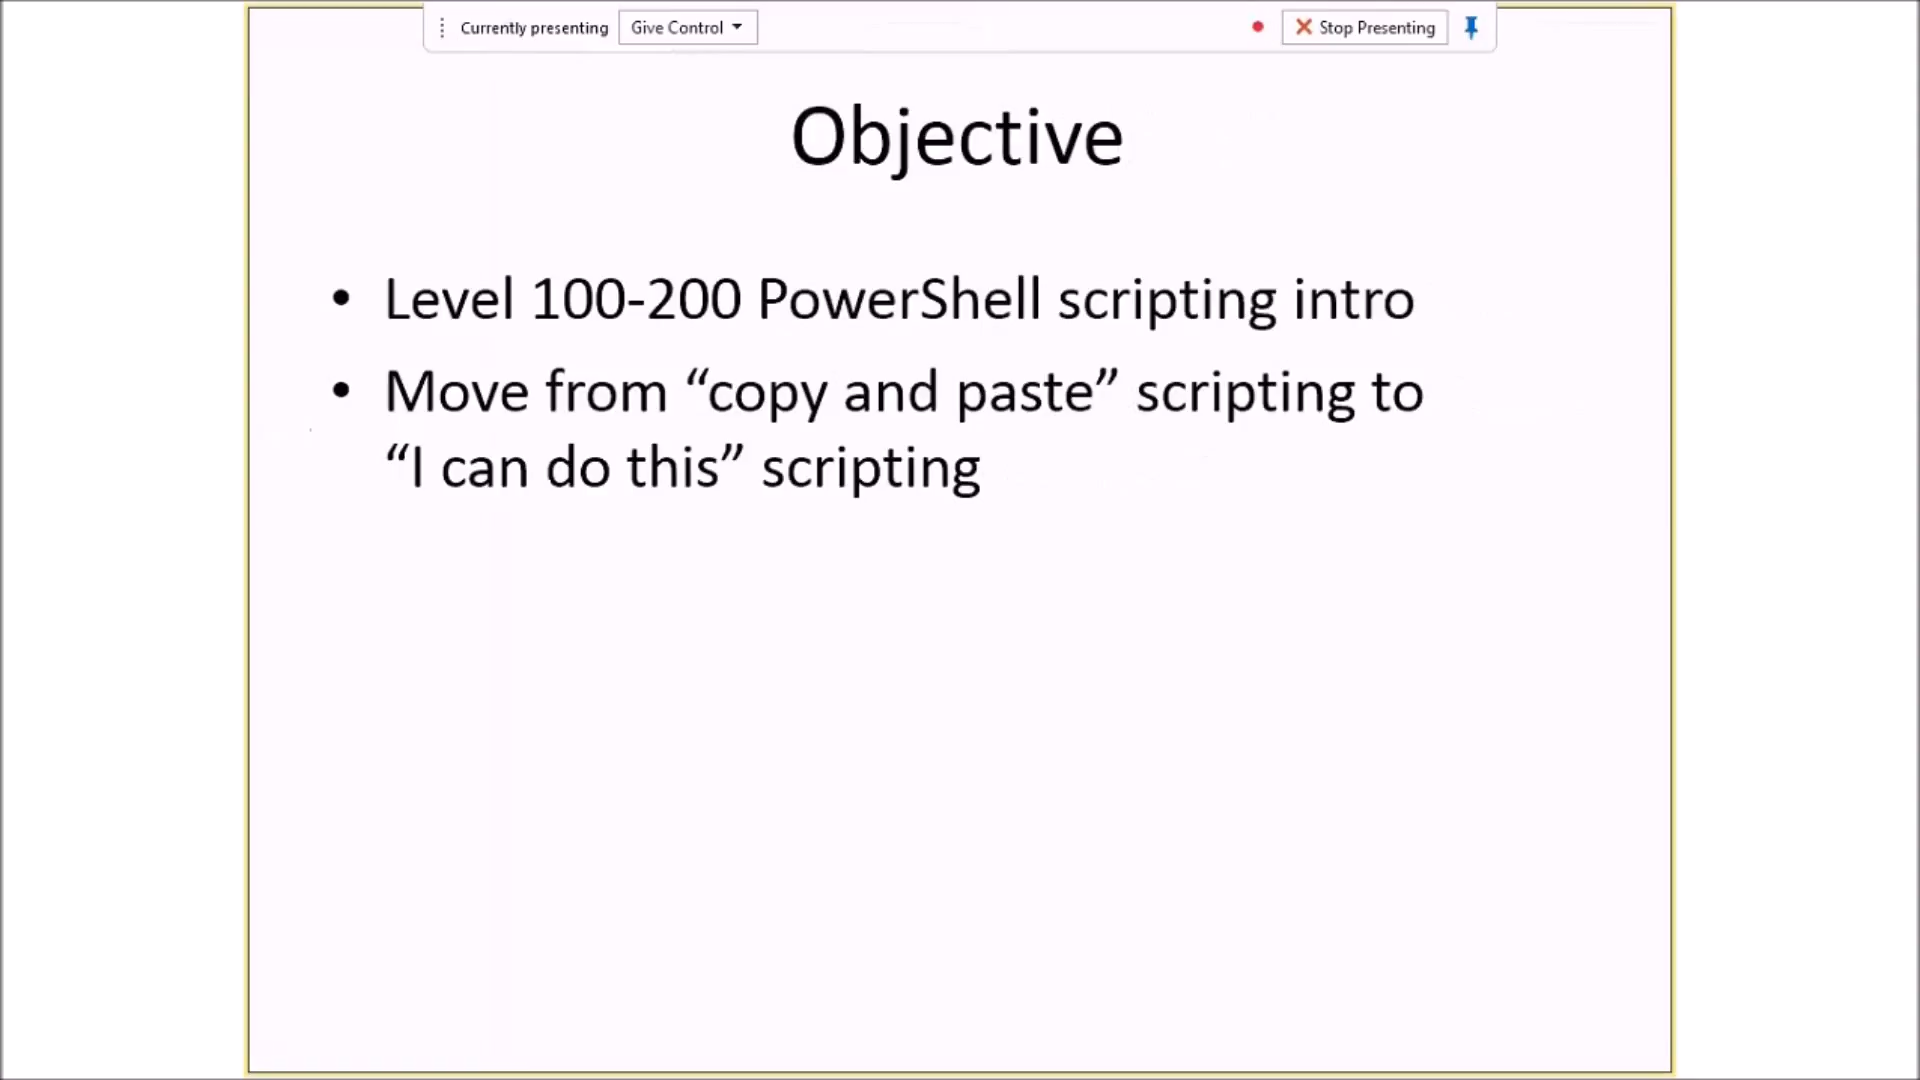 Currently presenting Give Control Stop Presenting
Objective
• Level 100-200 PowerShell scripting intro
• Move from “copy and paste” scripting to
“I can do this” scripting